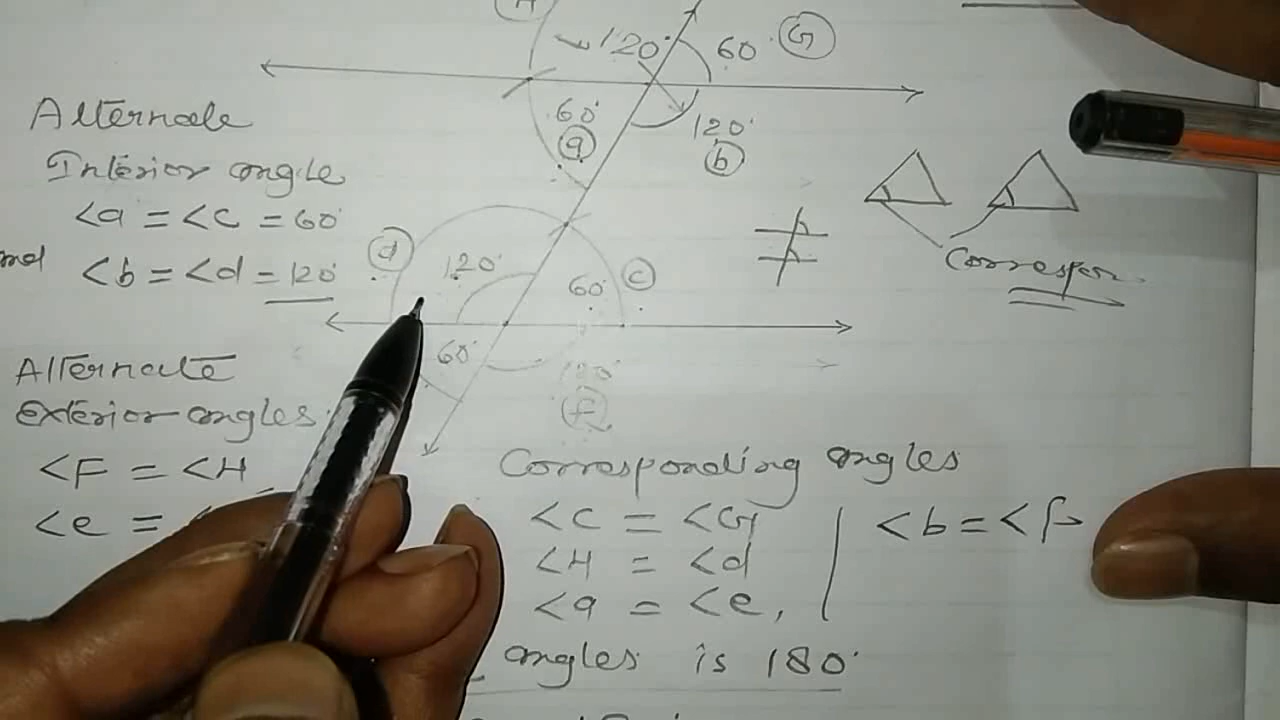 H
120° 60° G
60° 120°
a b
Alternate
Interior angle
<a = <c = 60°
<b = <d = 120°
d 120° 60° c
Correspon.
60° 120°
f
Alternate
Exterior angles.
<F = <H
<e =
Corresponding angles
<c = <G
<H = <d
<a = <e,
<b = <f
angles is 180°